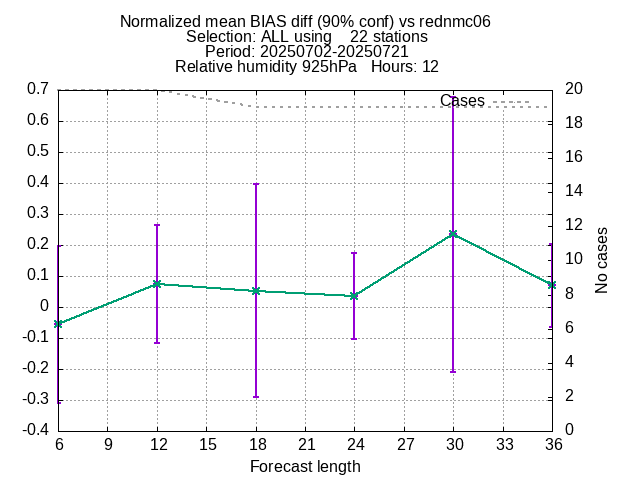 Normalized mean BIAS diff (90% conf) vs rednmc06
Selection: ALL using    22 stations
Period: 20250702-20250721
Relative humidity 925hPa   Hours: 12
Cases
0.7
0.6
0.5
0.4
0.3
0.2
0.1
0
-0.1
-0.2
-0.3
-0.4
20
18
16
14
12
10
8
6
4
2
0
No cases
6 9 12 15 18 21 24 27 30 33 36
Forecast length